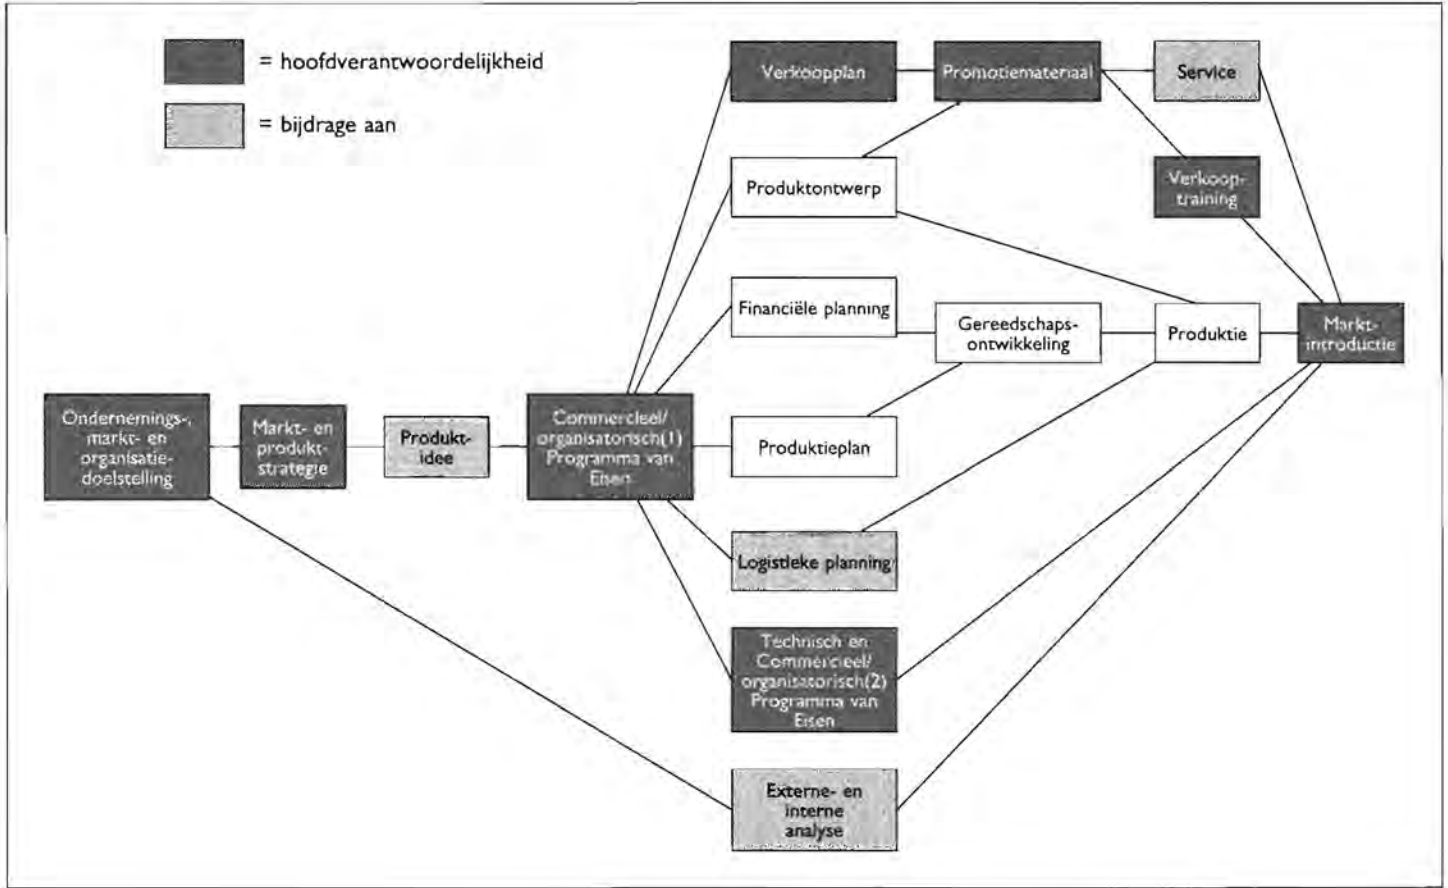 = hoofdverantwoordelijkheid
= bijdrage aan
Verkoopplan
Promotiemateriaal
Service
Produktontwerp
Verkoop-
training
Financiële planning
Gereedschaps-
ontwikkeling
Produktie
Markt-
introductie
Ondernemings-,
markt- en
organisatie-
doelstelling
Markt- en
produkt-
strategie
Produkt-
idee
Commercieel/
organisatorisch(1)
Programma van
Eisen
Produktieplan
Logistieke planning
Technisch en
Commercieel/
organisatorisch(2)
Programma van
Eisen
Externe- en
interne
analyse